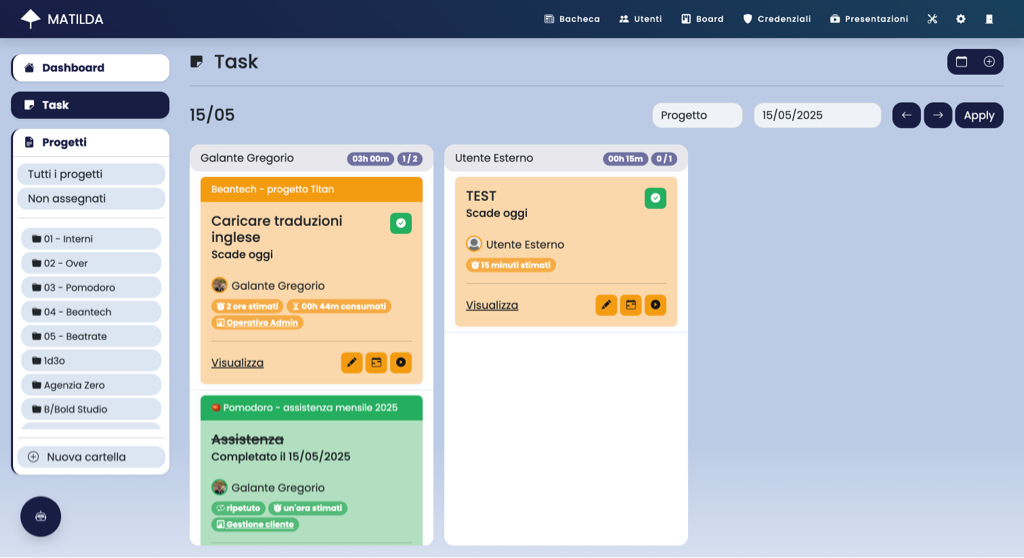 MATILDA
Bacheca
Utenti
Board
Credenziali
Presentazioni
Dashboard
Task
Progetti
Tutti i progetti
Non assegnati
01 - Interni
02 - Over
03 - Pomodoro
04 - Beantech
05 - Beatrate
1d3o
Agenzia Zero
B/Bold Studio
Nuova cartella
Task
15/05
Progetto
15/05/2025
Apply
Galante Gregorio
03h 00m
1 / 2
Beantech - progetto Titan
Caricare traduzioni
inglese
Scade oggi
Galante Gregorio
2 ore stimati
00h 44m consumati
Operativo Admin
Visualizza
Pomodoro - assistenza mensile 2025
Assistenza
Completato il 15/05/2025
Galante Gregorio
ripetuto
un'ora stimati
Gestione cliente
Utente Esterno
00h 15m
0 / 1
TEST
Scade oggi
Utente Esterno
15 minuti stimati
Visualizza